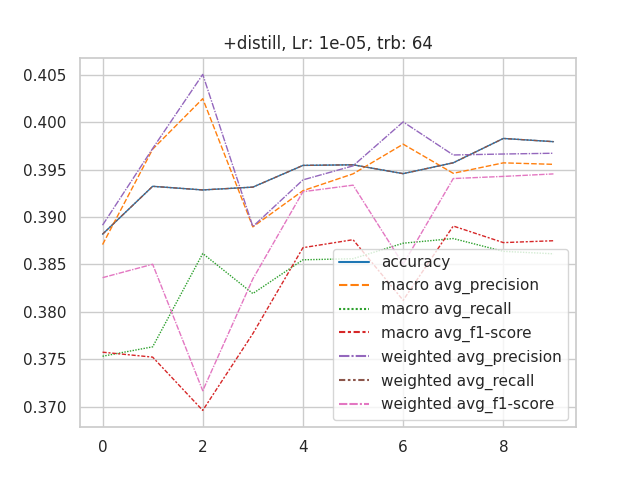 +distill, Lr: 1e-05, trb: 64
0.405
0.400
0.395
0.390
0.385
0.380
0.375
0.370
0 2 4 6 8
accuracy
macro avg_precision
macro avg_recall
macro avg_f1-score
weighted avg_precision
weighted avg_recall
weighted avg_f1-score